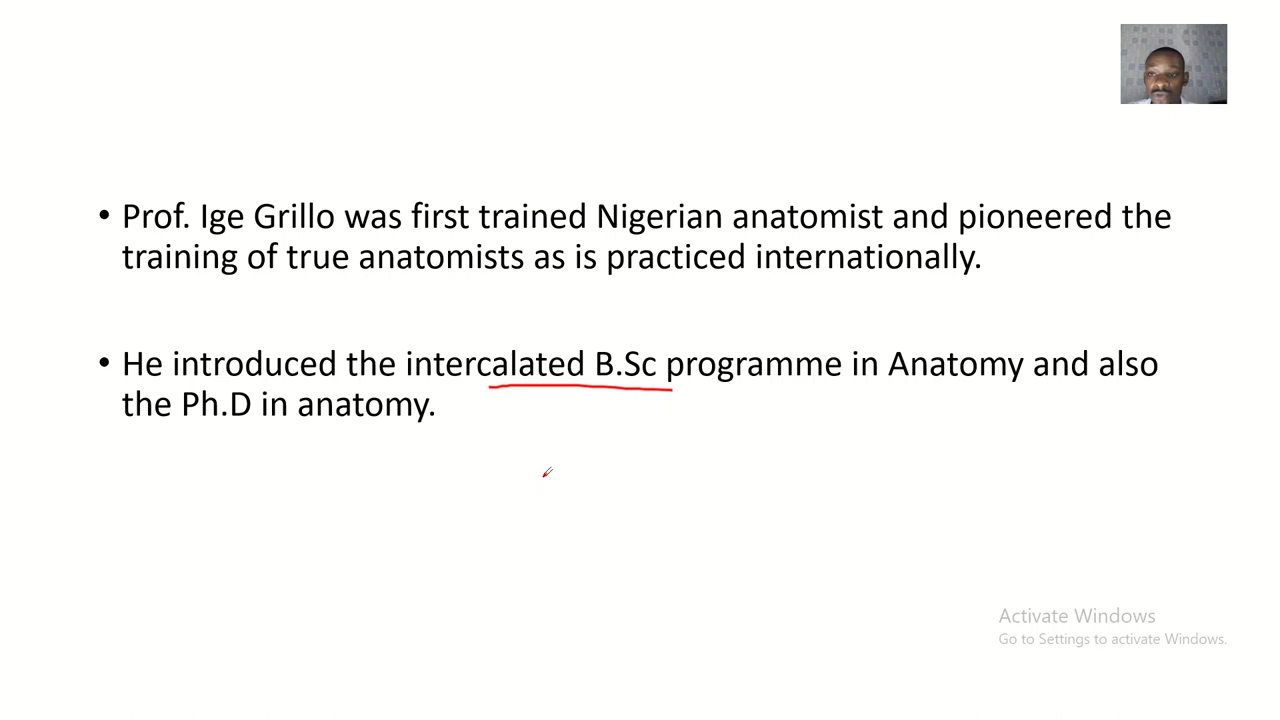 • Prof. Ige Grillo was first trained Nigerian anatomist and pioneered the
training of true anatomists as is practiced internationally.
• He introduced the intercalated B.Sc programme in Anatomy and also
the Ph.D in anatomy.
Activate Windows
Go to Settings to activate Windows.